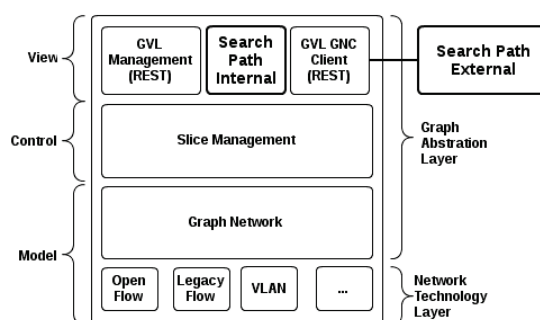 View
GVL
Management
(REST)
Search
Path
Internal
GVL GNC
Client
(REST)
Search Path
External
Control
Slice Management
Graph
Abstration
Layer
Model
Graph Network
Open
Flow
Legacy
Flow
VLAN
...
Network
Technology
Layer